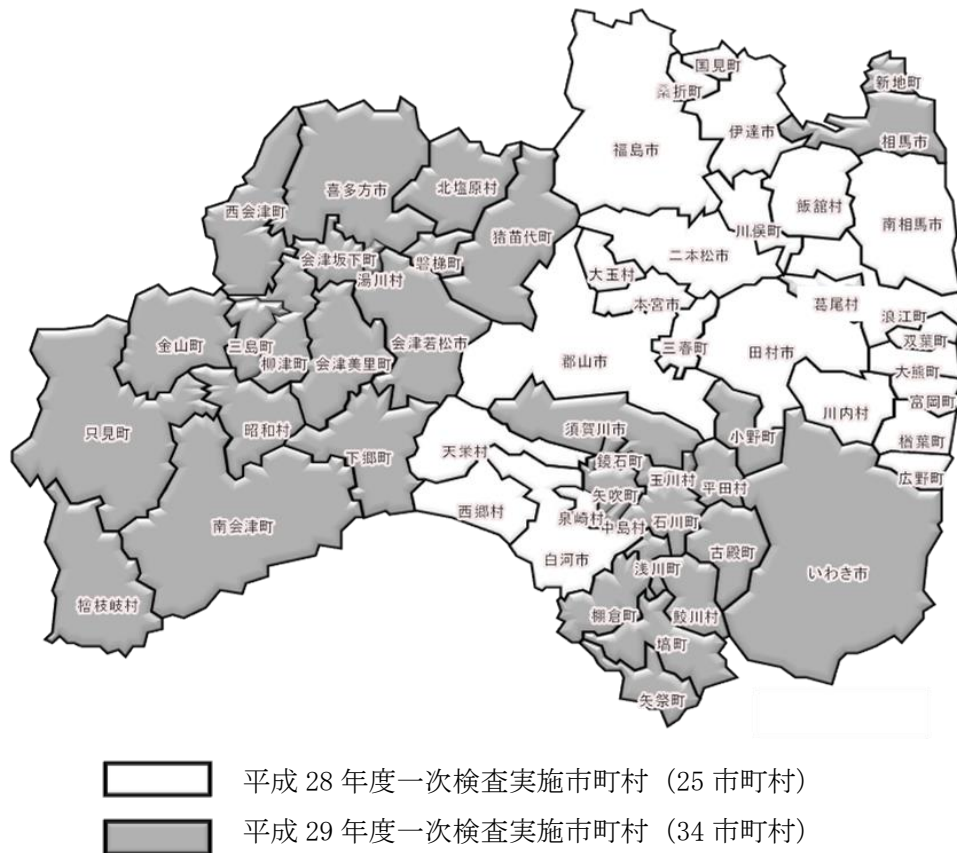 国見町
桑折町
新地町
伊達市
相馬市
福島市
喜多方市
北塩原村
西会津町
飯舘村
南相馬市
猪苗代町
川俣町
会津坂下町
磐梯町
二本松市
湯川村
大玉村
本宮市
葛尾村
浪江町
双葉町
金山町
三島町
柳津町
会津美里町
会津若松市
郡山市
三春町
田村市
大熊町
富岡町
川内村
只見町
昭和村
下郷町
須賀川市
小野町
楢葉町
天栄村
鏡石町
玉川村
平田村
広野町
矢吹町
西郷村
泉崎村
中島村
石川町
南会津町
白河市
古殿町
浅川町
いわき市
檜枝岐村
棚倉町
鮫川村
塙町
矢祭町
平成 28 年度一次検査実施市町村（25 市町村）
平成 29 年度一次検査実施市町村（34 市町村）